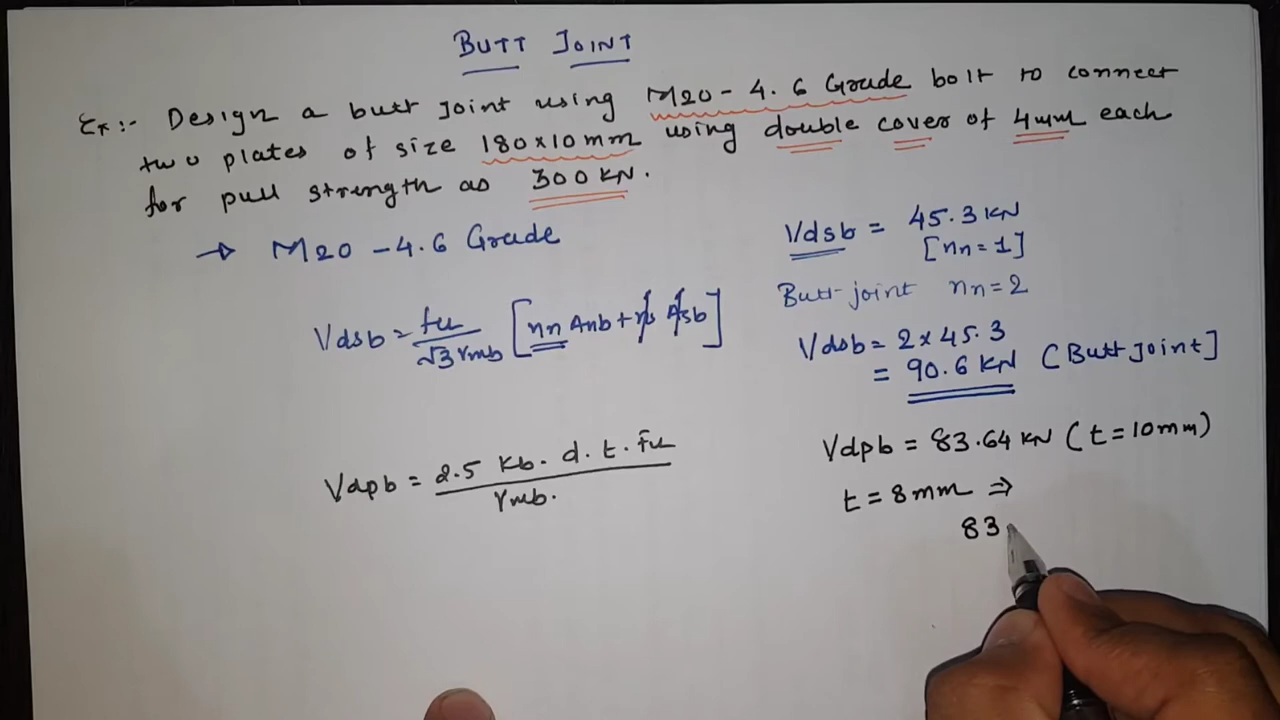 BUTT JOINT
Ex:- Design a butt joint using M20-4.6 Grade bolt to connect
two plates of size 180x10mm using double cover of 4mm each
for pull strength as 300KN.
→ M20-4.6 Grade
Vdsb = fu/√3 γmb [nn Anb + ns Asb]
Vdpb = 2.5 Kb. d. t. Fu / γmb.
Vdsb = 45.3 KN
[nn=1]
Butt-joint nn=2
Vdsb = 2 x 45.3
= 90.6 KN (Butt Joint]
Vdpb = 83.64 KN (t=10mm)
t = 8mm ⇒
83